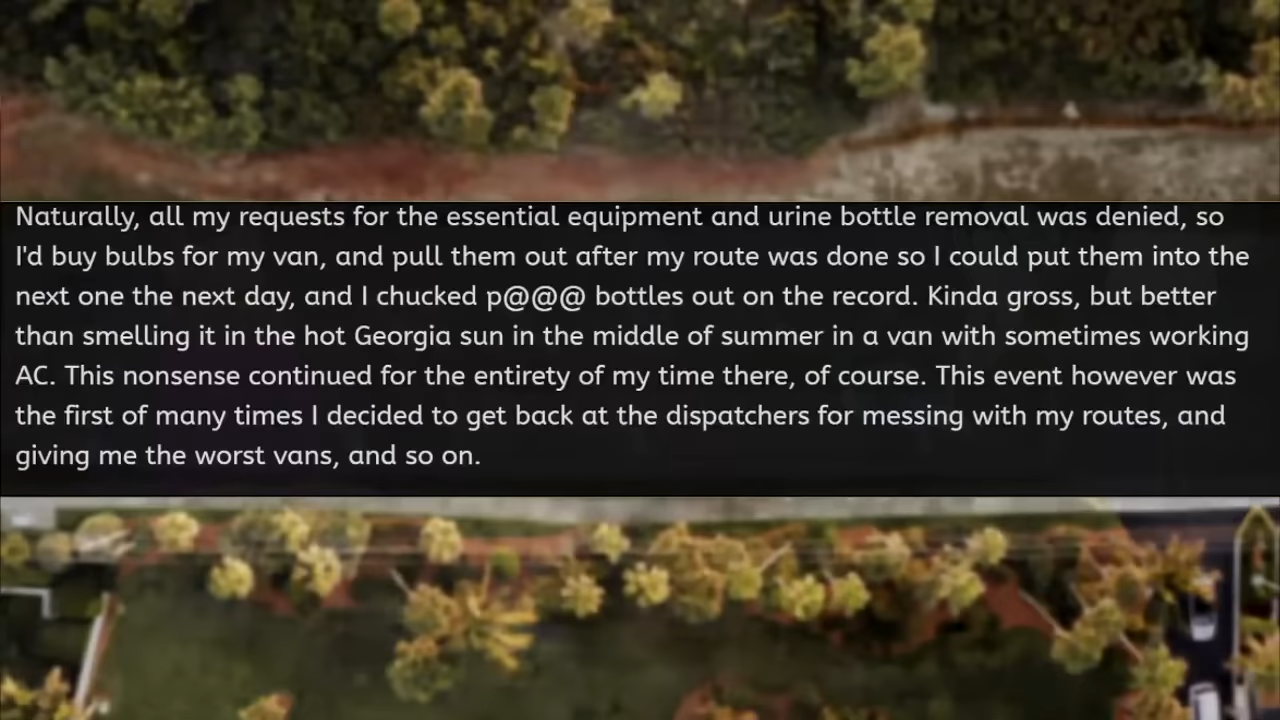 Naturally, all my requests for the essential equipment and urine bottle removal was denied, so
I'd buy bulbs for my van, and pull them out after my route was done so I could put them into the
next one the next day, and I chucked p@@@ bottles out on the record. Kinda gross, but better
than smelling it in the hot Georgia sun in the middle of summer in a van with sometimes working
AC. This nonsense continued for the entirety of my time there, of course. This event however was
the first of many times I decided to get back at the dispatchers for messing with my routes, and
giving me the worst vans, and so on.